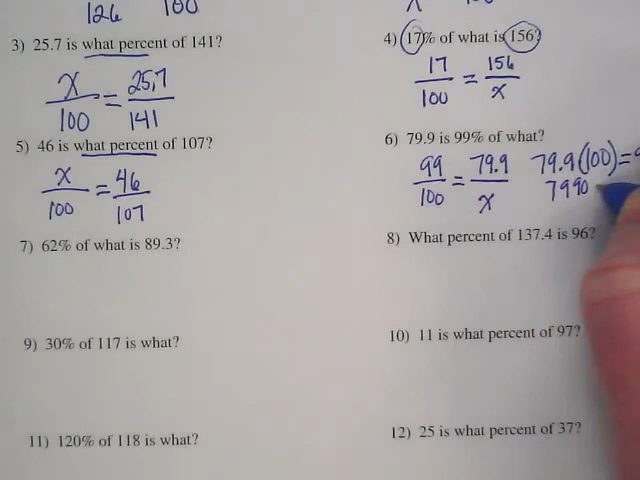 126 100
3) 25.7 is what percent of 141?
x/100 = 25.7/141
4) 17% of what is 156?
17/100 = 156/x
5) 46 is what percent of 107?
x/100 = 46/107
6) 79.9 is 99% of what?
99/100 = 79.9/x 79.9(100) =
7990
7) 62% of what is 89.3?
8) What percent of 137.4 is 96?
9) 30% of 117 is what?
10) 11 is what percent of 97?
11) 120% of 118 is what?
12) 25 is what percent of 37?